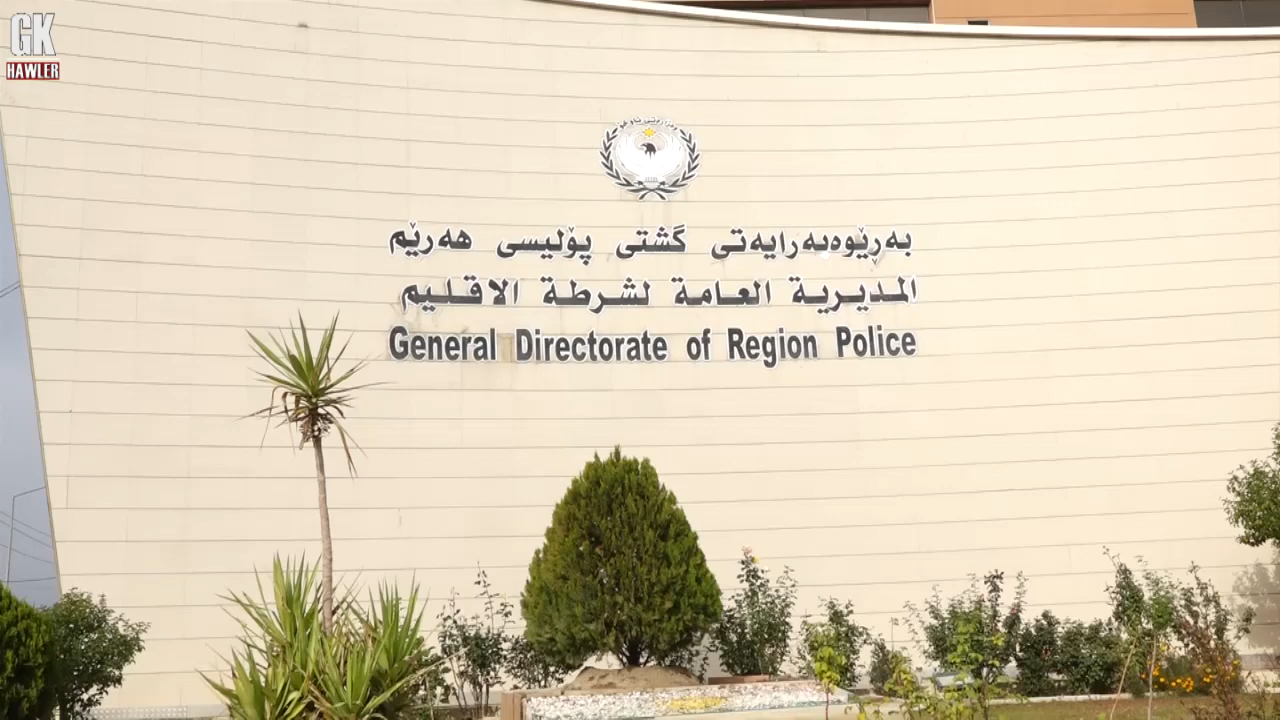 GK
HAWLER
بەڕێوەبەرایەتی گشتی پۆلیسی هەرێم
المديرية العامة لشرطة الاقليم
General Directorate of Region Police